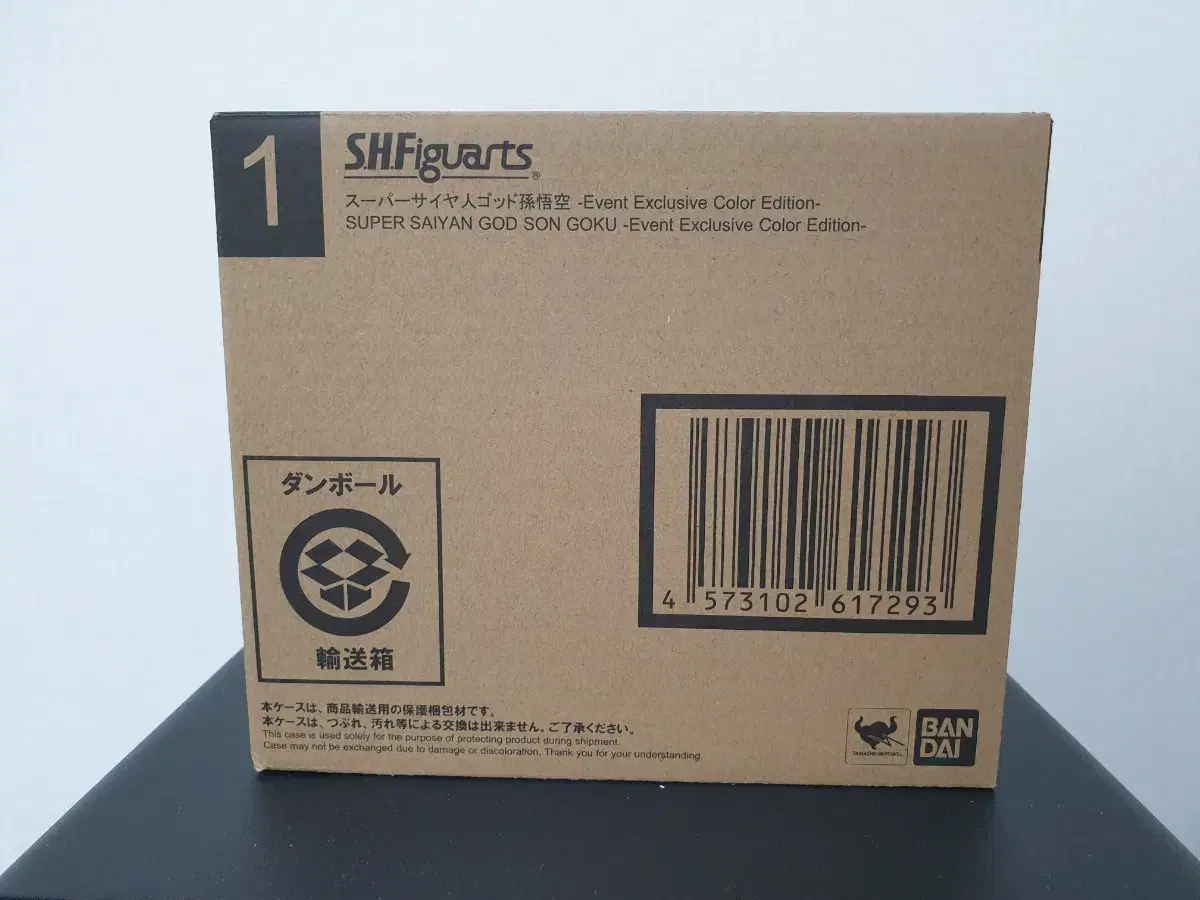 1
S.H.Figuarts®
スーパーサイヤ人ゴッド孫悟空 -Event Exclusive Color Edition-
SUPER SAIYAN GOD SON GOKU -Event Exclusive Color Edition-
ダンボール
輸送箱
4 573102 617293
本ケースは、商品輸送用の保護梱包材です。
本ケースは、つぶれ、汚れ等による交換は出来ません。ご了承ください。
This case is used solely for the purpose of protecting product during shipment
Case may not be exchanged due to damage or discoloration. Thank you for your understanding.
TAMASHII NATIONS
BAN
DAI